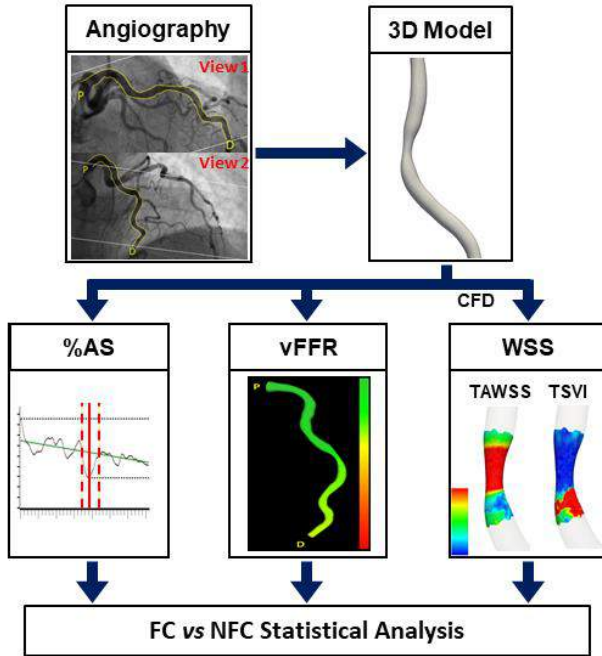 Angiography
3D Model
View 1
P
D
View 2
P
D
CFD
%AS
vFFR
WSS
P
D
TAWSS TSVI
FC vs NFC Statistical Analysis